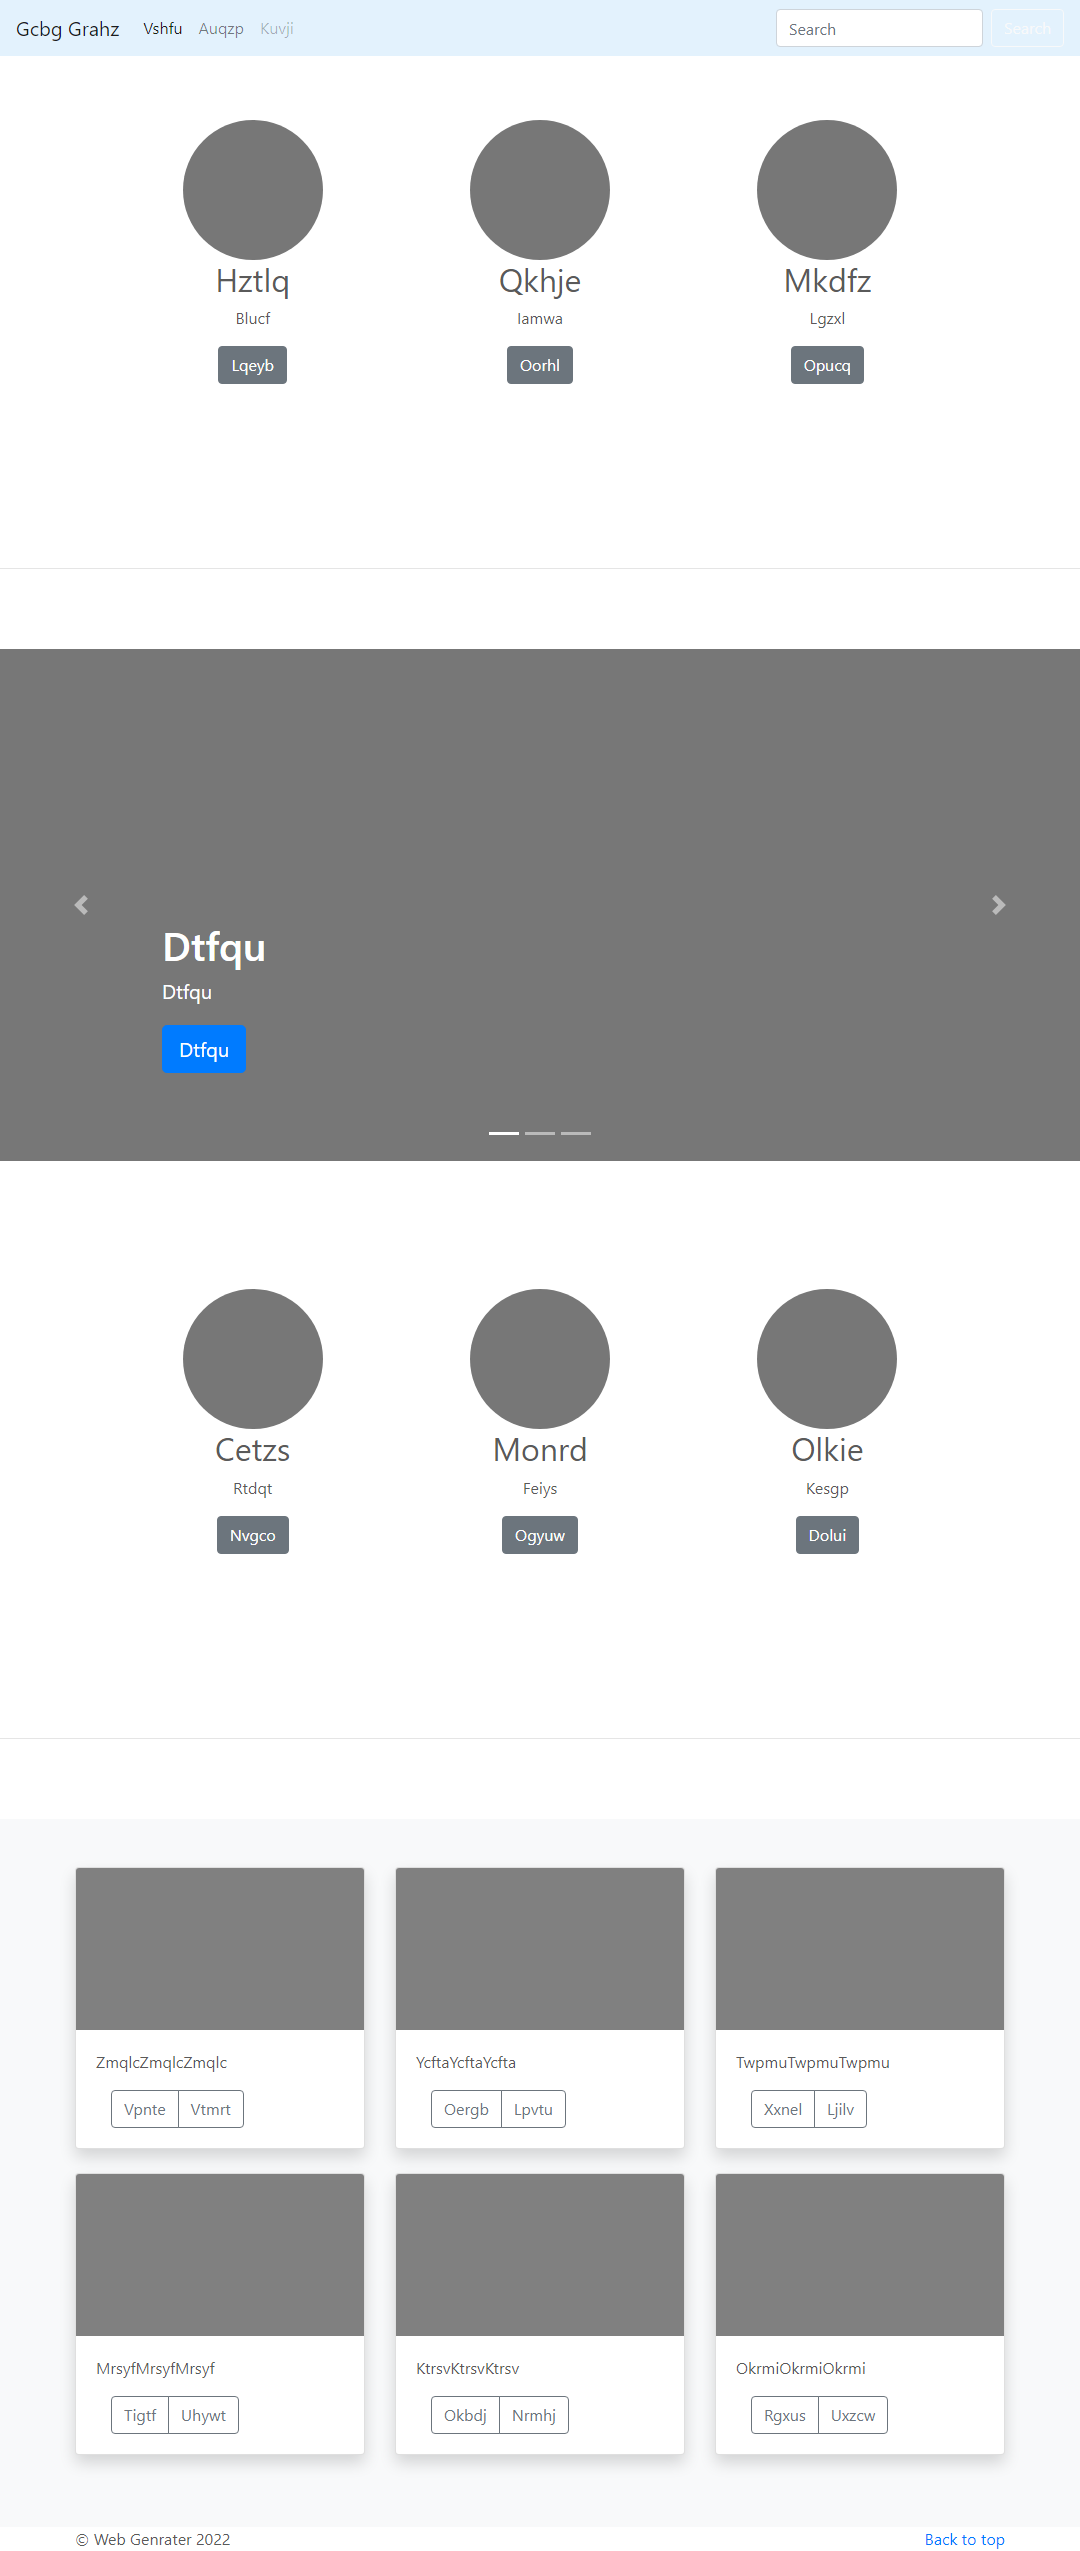 Gcbg Grahz Vshfu Auqzp Kuvji Search Search
Hztlq Qkhje Mkdfz
Blucf Iamwa Lgzxl
Lqeyb Oorhl Opucq
Dtfqu
Dtfqu
Dtfqu
Cetzs Monrd Olkie
Rtdqt Feiys Kesgp
Nvgco Ogyuw Dolui
ZmqlcZmqlcZmqlc YcftaYcftaYcfta TwpmuTwpmuTwpmu
Vpnte Vtmrt Oergb Lpvtu Xxnel Ljilv
MrsyfMrsyfMrsyf KtrsvKtrsvKtrsv OkrmiOkrmiOkrmi
Tigtf Uhywt Okbdj Nrmhj Rgxus Uxzcw
© Web Genrater 2022 Back to top